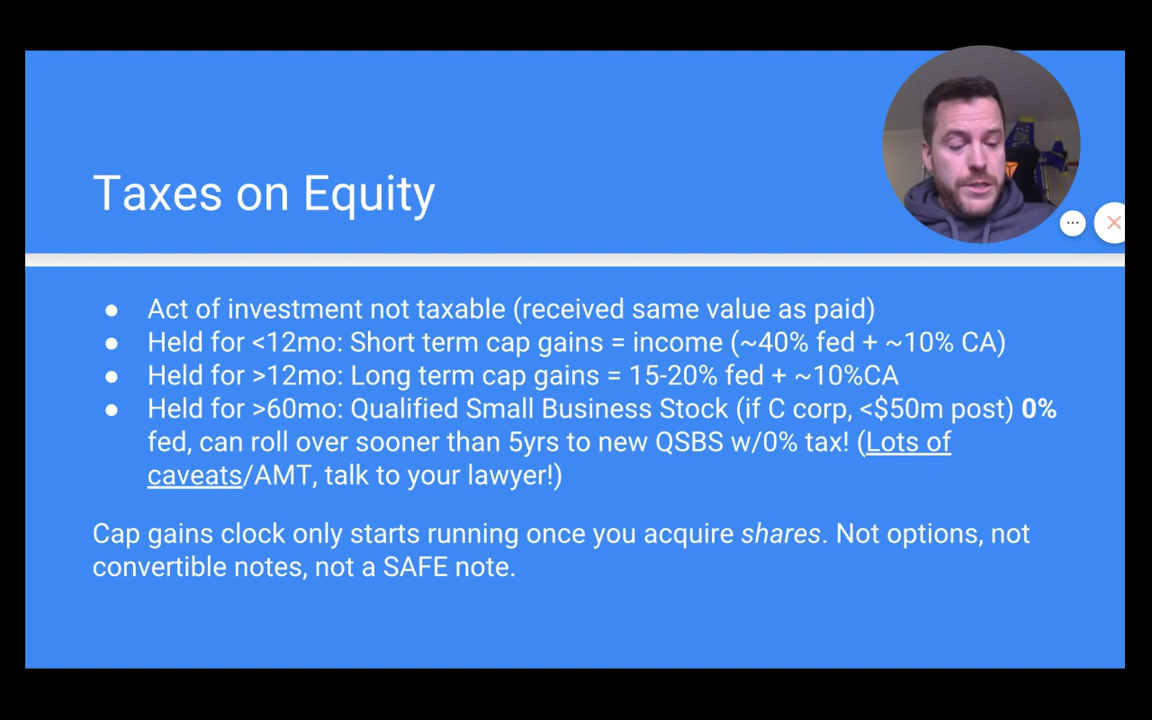 Taxes on Equity
● Act of investment not taxable (received same value as paid)
● Held for <12mo: Short term cap gains = income (~40% fed + ~10% CA)
● Held for >12mo: Long term cap gains = 15-20% fed + ~10%CA
● Held for >60mo: Qualified Small Business Stock (if C corp, <$50m post) 0%
fed, can roll over sooner than 5yrs to new QSBS w/0% tax! (Lots of
caveats/AMT, talk to your lawyer!)
Cap gains clock only starts running once you acquire shares. Not options, not
convertible notes, not a SAFE note.